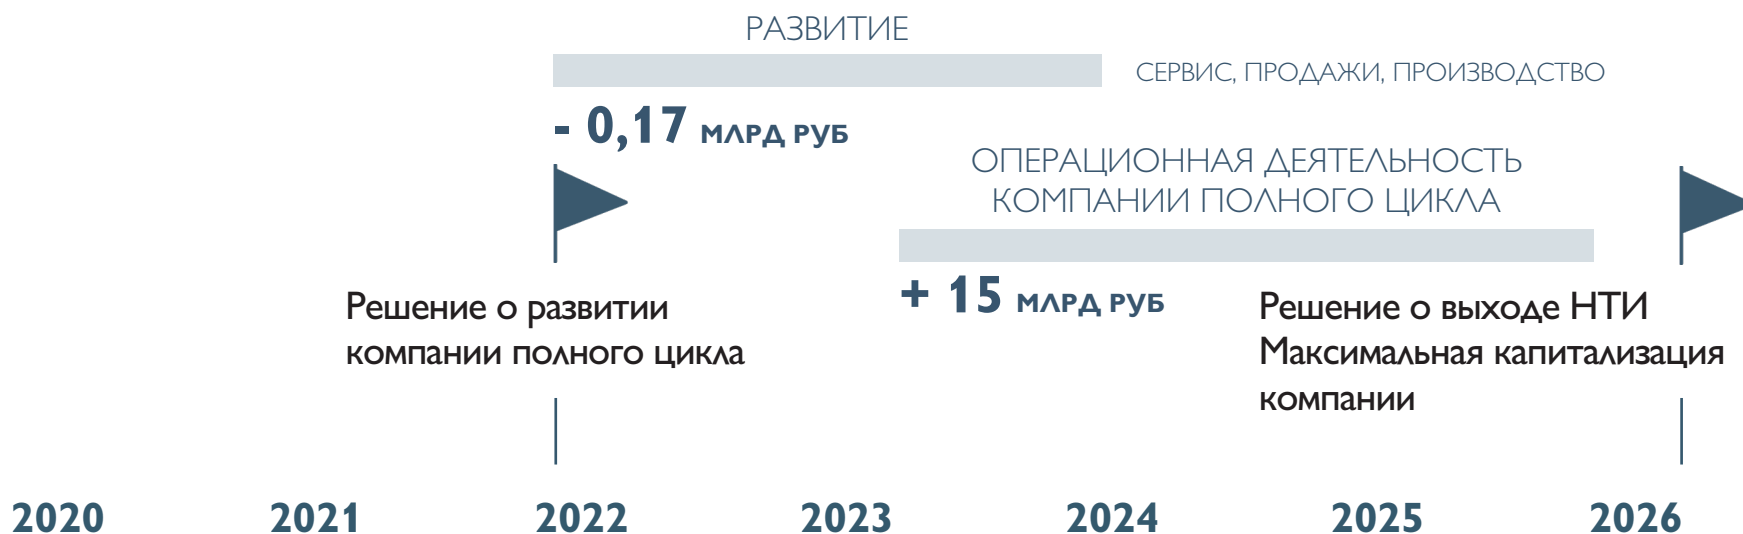 РАЗВИТИЕ
СЕРВИС, ПРОДАЖИ, ПРОИЗВОДСТВО
- 0,17 МЛРД РУБ
ОПЕРАЦИОННАЯ ДЕЯТЕЛЬНОСТЬ
КОМПАНИИ ПОЛНОГО ЦИКЛА
+ 15 МЛРД РУБ
Решение о развитии
компании полного цикла
Решение о выходе НТИ
Максимальная капитализация
компании
2020 2021 2022 2023 2024 2025 2026